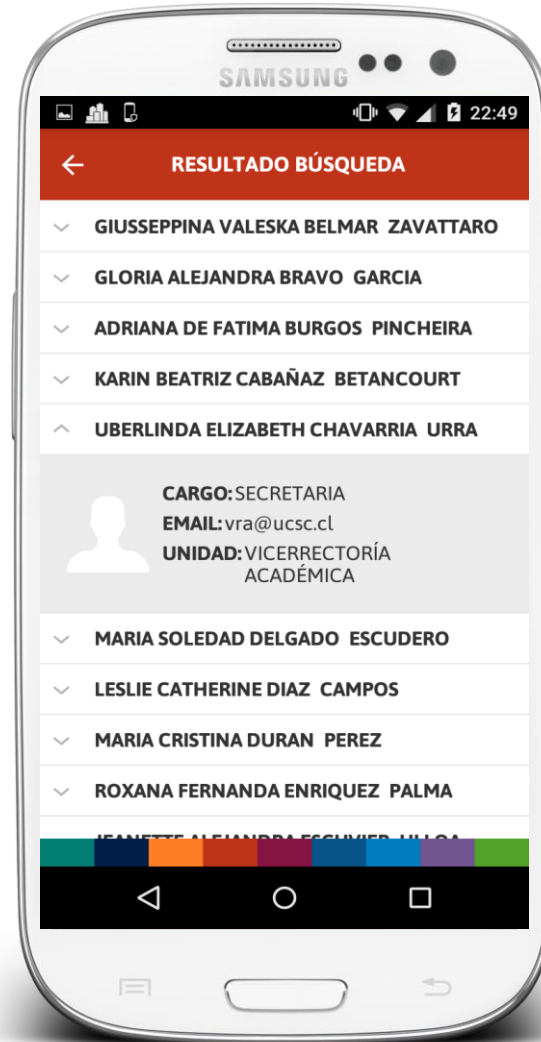 SAMSUNG
22:49
RESULTADO BÚSQUEDA
GIUSSEPPINA VALESKA BELMAR ZAVATTARO
GLORIA ALEJANDRA BRAVO GARCIA
ADRIANA DE FATIMA BURGOS PINCHEIRA
KARIN BEATRIZ CABAÑAZ BETANCOURT
UBERLINDA ELIZABETH CHAVARRIA URRA
CARGO: SECRETARIA
EMAIL: vra@ucsc.cl
UNIDAD: VICERRECTORÍA
ACADÉMICA
MARIA SOLEDAD DELGADO ESCUDERO
LESLIE CATHERINE DIAZ CAMPOS
MARIA CRISTINA DURAN PEREZ
ROXANA FERNANDA ENRIQUEZ PALMA
JEANETTE ALEJANDRA